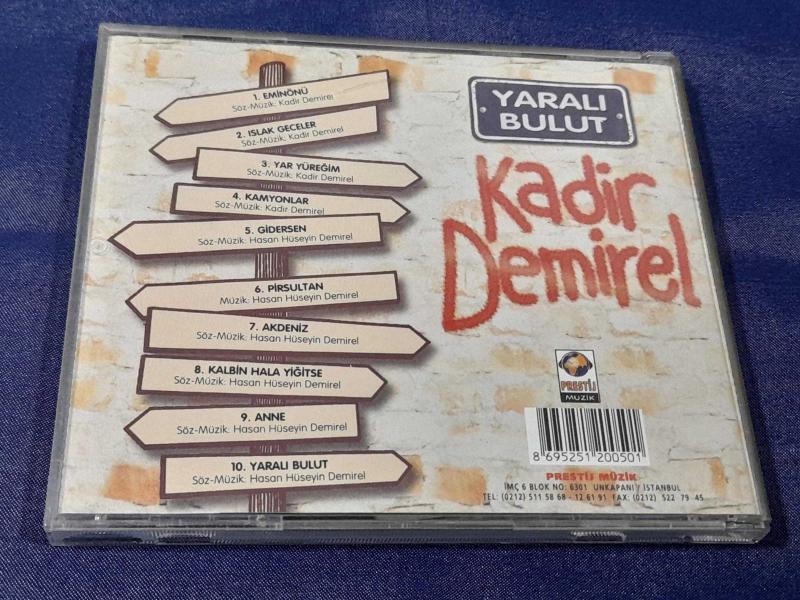 1. EMİNÖNÜ
Söz-Müzik: Kadir Demirel
2. ISLAK GECELER
Söz-Müzik: Kadir Demirel
3. YAR YÜREĞİM
Söz-Müzik: Kadir Demirel
4. KAMYONLAR
Söz-Müzik: Kadir Demirel
5. GİDERSEN
Söz-Müzik: Hasan Hüseyin Demirel
6. PİRSULTAN
Müzik: Hasan Hüseyin Demirel
7. AKDENİZ
Söz-Müzik: Hasan Hüseyin Demirel
8. KALBİN HALA YİĞİTSE
Söz-Müzik: Hasan Hüseyin Demirel
9. ANNE
Söz-Müzik: Hasan Hüseyin Demirel
10. YARALI BULUT
Söz-Müzik: Hasan Hüseyin Demirel
YARALI
BULUT
Kadir
Demirel
PRESTİJ
MÜZİK
8 695251 200501
PRESTİJ MÜZİK
İMÇ 6 BLOK NO: 6301 UNKAPANI / İSTANBUL
TEL: (0212) 511 58 68 - 12 61 91 FAX: (0212) 522 79 45